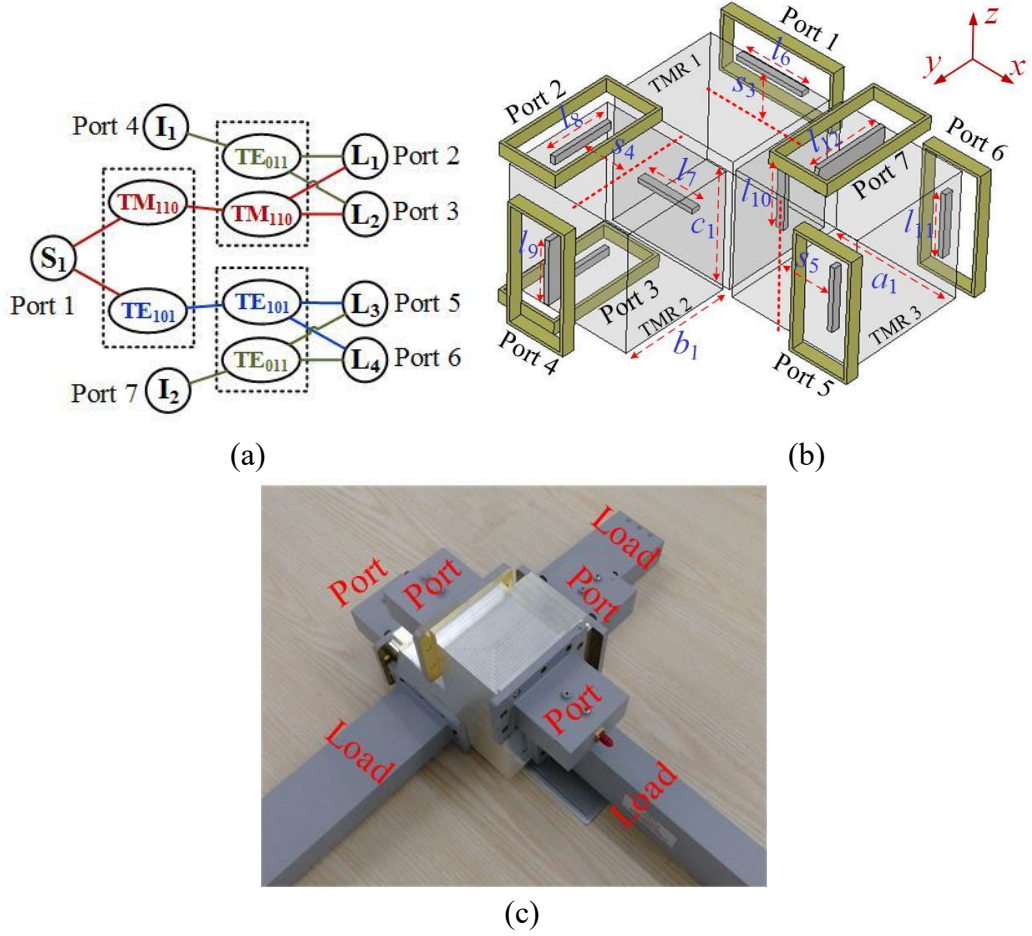 Port 4
I1
TE011
L1
Port 2
TM110
TM110
L2
Port 3
S1
Port 1
TE101
TE101
L3
Port 5
TE011
L4
Port 6
Port 7
I2
(a)
Port 1
z
y
x
TMR 1
l6
s3
Port 2
l8
s4
l12
Port 7
Port 6
l7
l10
c1
l11
l9
Port 3
s5
a1
TMR 2
b1
TMR 3
Port 4
Port 5
(b)
Load
Port
Port
Port
Port
Load
Load
(c)